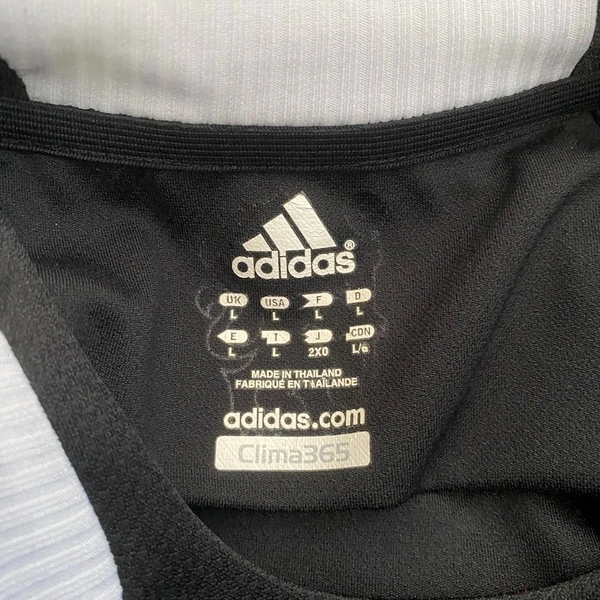 adidas®
UK USA F D
L L L L
E I J CDN
L L 2XO L/G
MADE IN THAILAND
FABRIQUÉ EN THAÏLANDE
adidas.com
Clima365